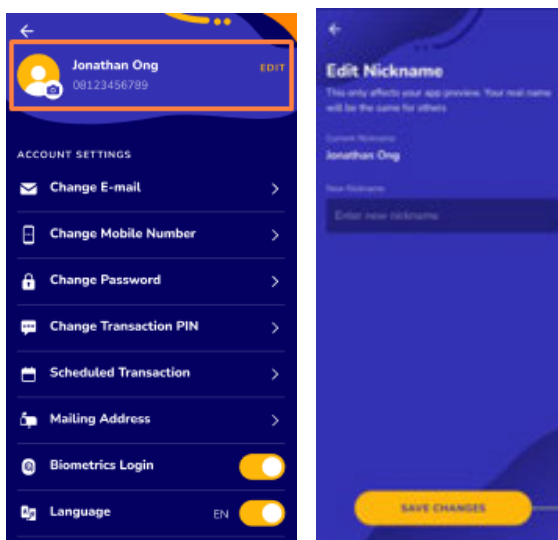 Jonathan Ong
EDIT
08123456789
ACCOUNT SETTINGS
Change E-mail
Change Mobile Number
Change Password
Change Transaction PIN
Scheduled Transaction
Mailing Address
Biometrics Login
Language
EN
Edit Nickname
This only affects your app preview. Your real name
will be the same for others
Current Nickname
Jonathan Ong
New Nickname
Enter new nickname
SAVE CHANGES